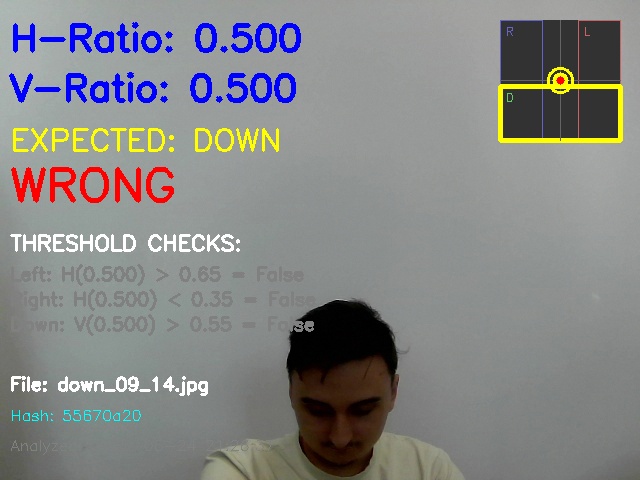 H-Ratio: 0.500
V-Ratio: 0.500
EXPECTED: DOWN
WRONG
THRESHOLD CHECKS:
Left: H(0.500) > 0.65 = False
Right: H(0.500) < 0.35 = False
Down: V(0.500) > 0.55 = False
File: down_09_14.jpg
Hash: 55670a20
R
L
D